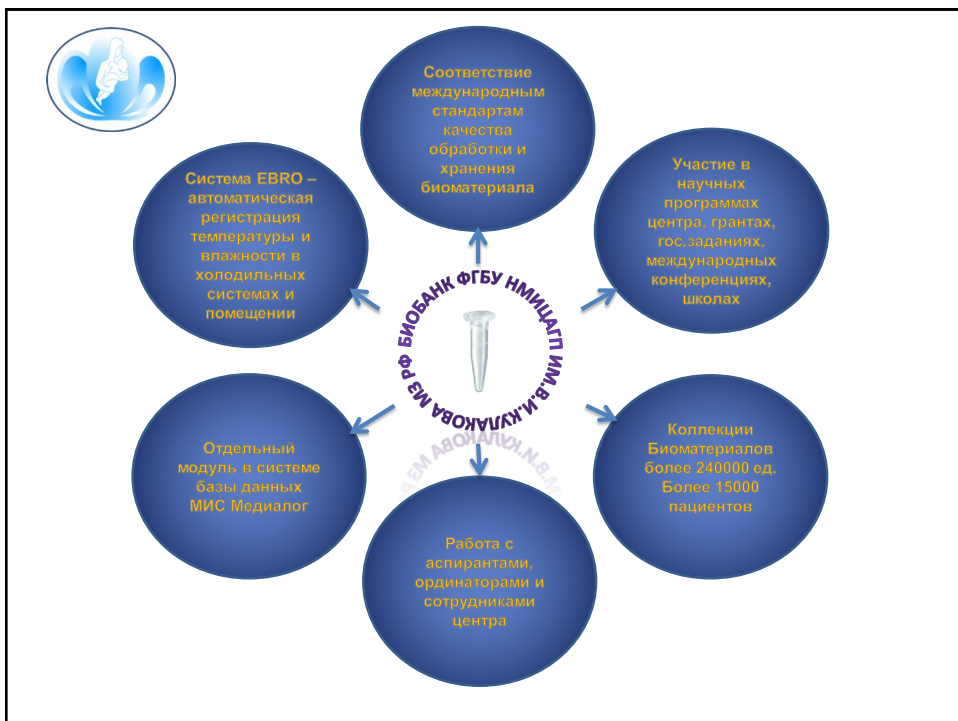 Соответствие
международным
стандартам
качества
обработки и
хранения
биоматериала
Участие в
научных
программах
центра, грантах,
гос.заданиях,
международных
конференциях,
школах
Коллекции
Биоматериалов
более 240000 ед.
Более 15000
пациентов
Работа с
аспирантами,
ординаторами и
сотрудниками
центра
Отдельный
модуль в системе
базы данных
МИС Медиалог
Система EBRO –
автоматическая
регистрация
температуры и
влажности в
холодильных
системах и
помещении
БИОБАНК ФГБУ НМИЦАГП ИМ.В.И.КУЛАКОВА МЗ РФ